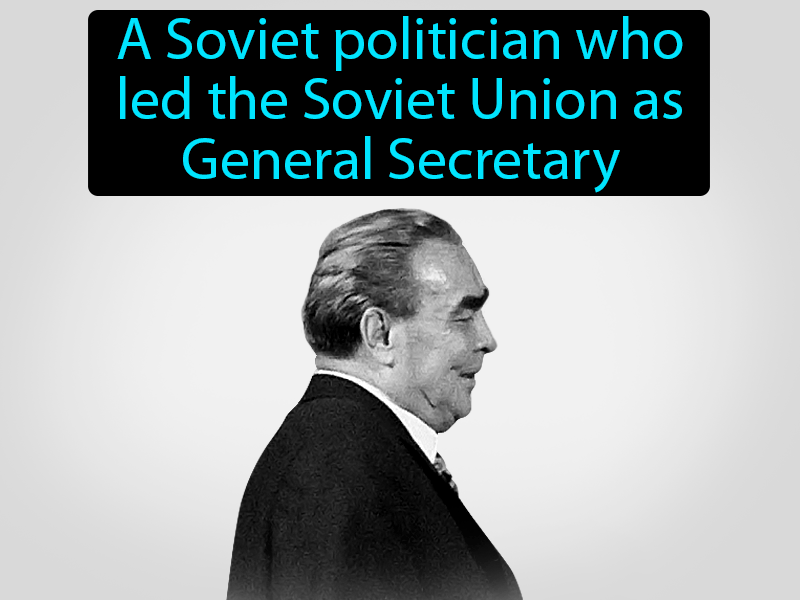 A Soviet politician who
led the Soviet Union as
General Secretary